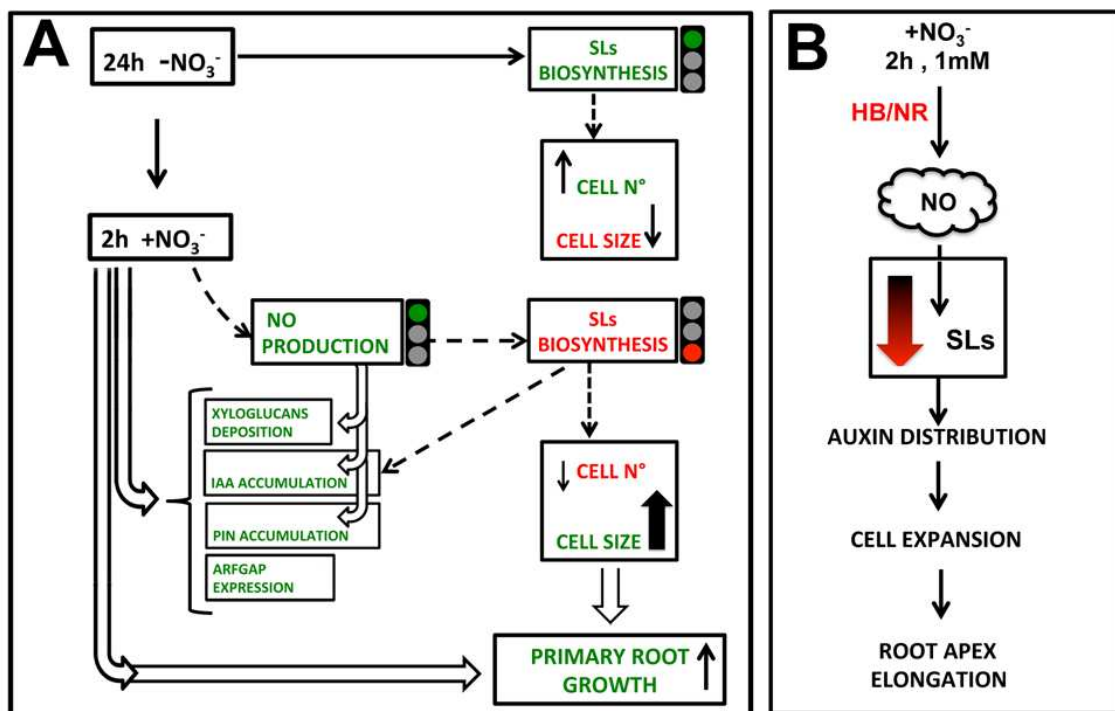 A
24h -NO₃⁻
SLs
BIOSYNTHESIS
CELL N°
CELL SIZE
2h +NO₃⁻
NO
PRODUCTION
SLs
BIOSYNTHESIS
XYLOGLUCANS
DEPOSITION
IAA ACCUMULATION
PIN ACCUMULATION
ARFGAP
EXPRESSION
CELL N°
CELL SIZE
PRIMARY ROOT
GROWTH
B
+NO₃⁻
2h , 1mM
HB/NR
NO
SLs
AUXIN DISTRIBUTION
CELL EXPANSION
ROOT APEX
ELONGATION